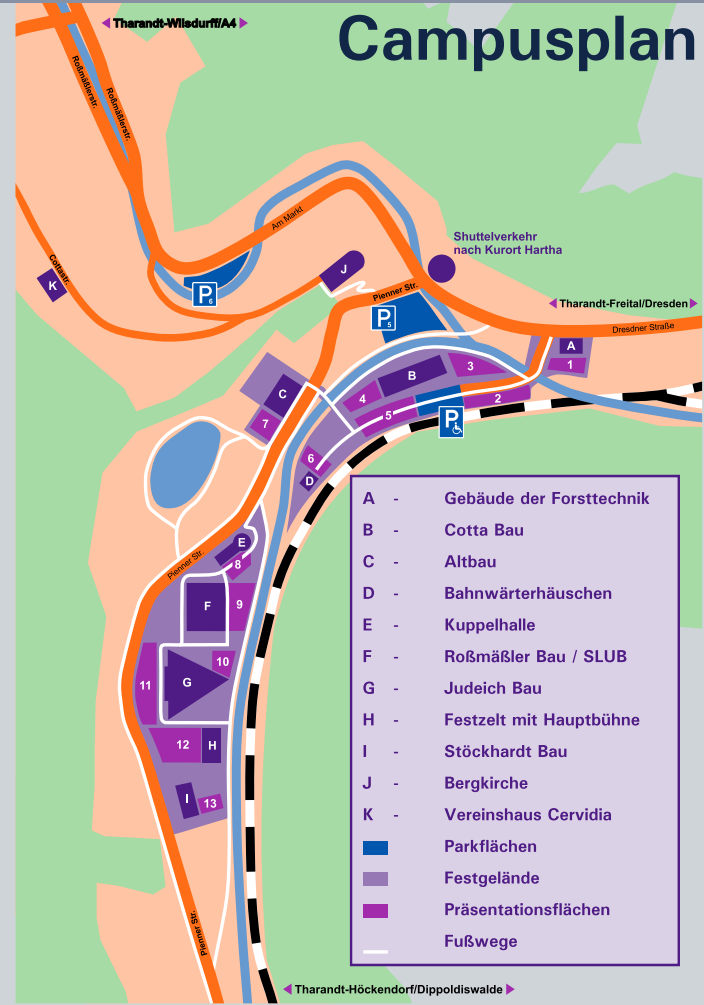 Campusplan
Tharandt-Wilsdurff/A4
Roßmäßlerstr.
Roßmäßlerstr.
Am Markt
Shuttelverkehr
nach Kurort Hartha
Cottastr.
K
J
P6
Pienner Str.
P5
Tharandt-Freital/Dresden
Dresdner Straße
A
1
B
3
C
4
2
5
7
P
6
D
Pienner Str.
E
8
F
9
10
11
G
12
H
I
13
Pienner Str.
A - Gebäude der Forsttechnik
B - Cotta Bau
C - Altbau
D - Bahnwärterhäuschen
E - Kuppelhalle
F - Roßmäßler Bau / SLUB
G - Judeich Bau
H - Festzelt mit Hauptbühne
I - Stöckhardt Bau
J - Bergkirche
K - Vereinshaus Cervidia
Parkflächen
Festgelände
Präsentationsflächen
Fußwege
Tharandt-Höckendorf/Dippoldiswalde